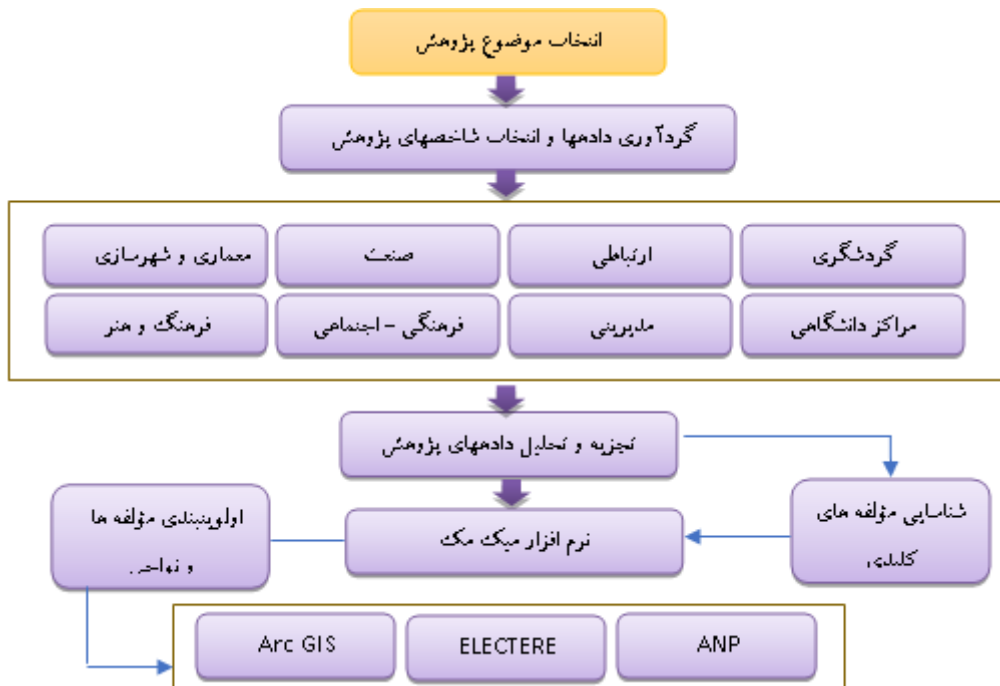 انتخاب موضوع پژوهش
گردآوری دادهها و انتخاب شاخصهای پژوهش
گردشگری
ارتباطی
صنعت
معماری و شهرسازی
مراکز دانشگاهی
مدیریتی
فرهنگی - اجتماعی
فرهنگ و هنر
تجزیه و تحلیل دادههای پژوهش
شناسایی مؤلفه های
کلیدی
نرم افزار میک مک
اولویتبندی مؤلفه ها
و نواحی
Arc GIS
ELECTERE
ANP